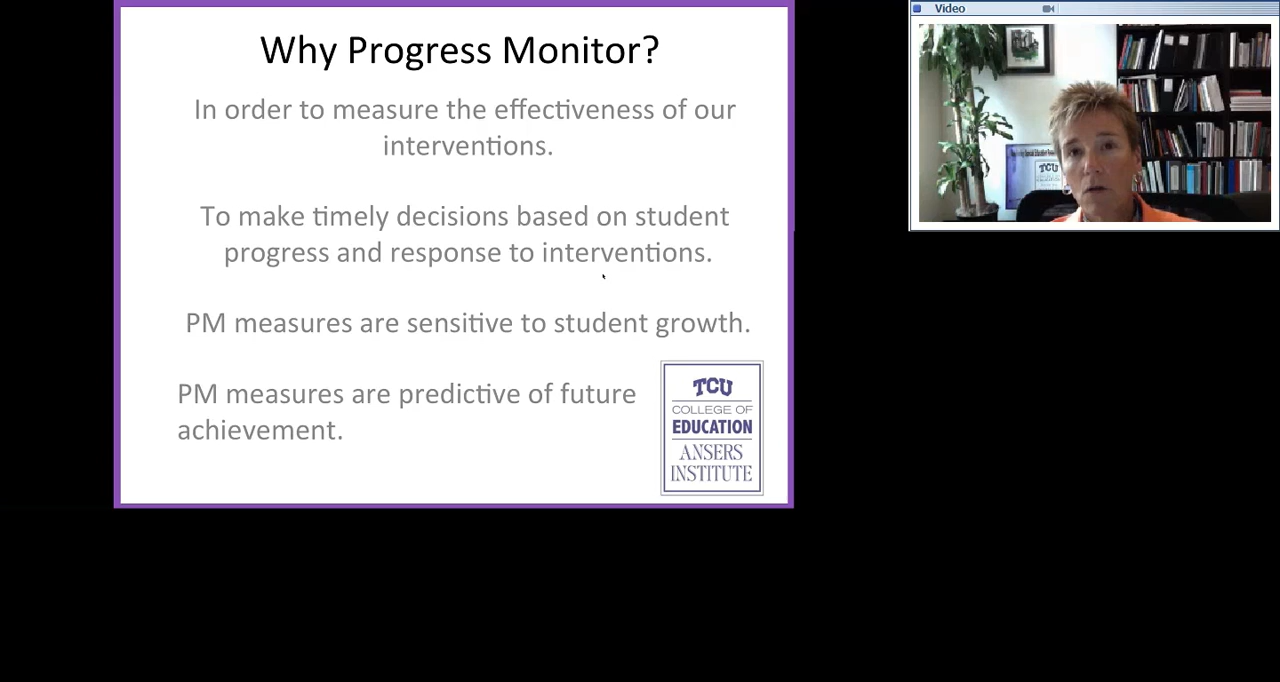 Why Progress Monitor?
In order to measure the effectiveness of our
interventions.
To make timely decisions based on student
progress and response to interventions.
PM measures are sensitive to student growth.
PM measures are predictive of future
achievement.
TCU
COLLEGE OF
EDUCATION
ANSERS
INSTITUTE
Video
TCU